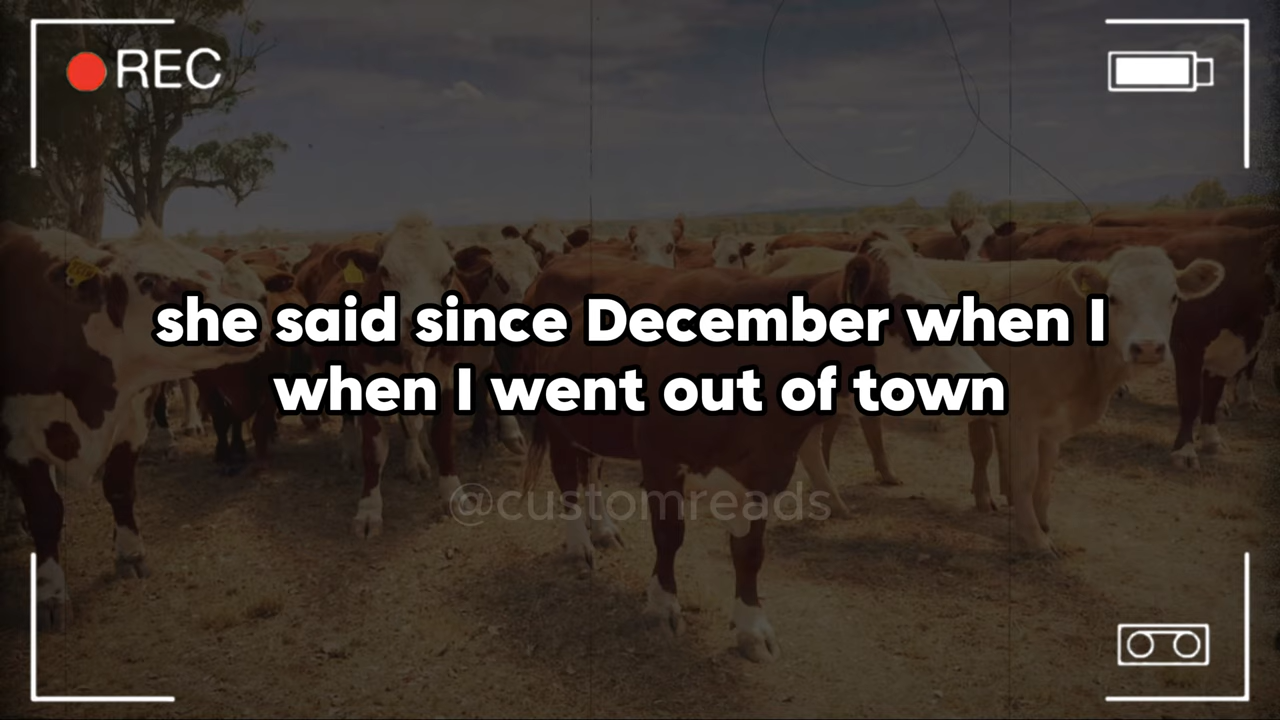 REC
she said since December when I
when I went out of town
@customreads